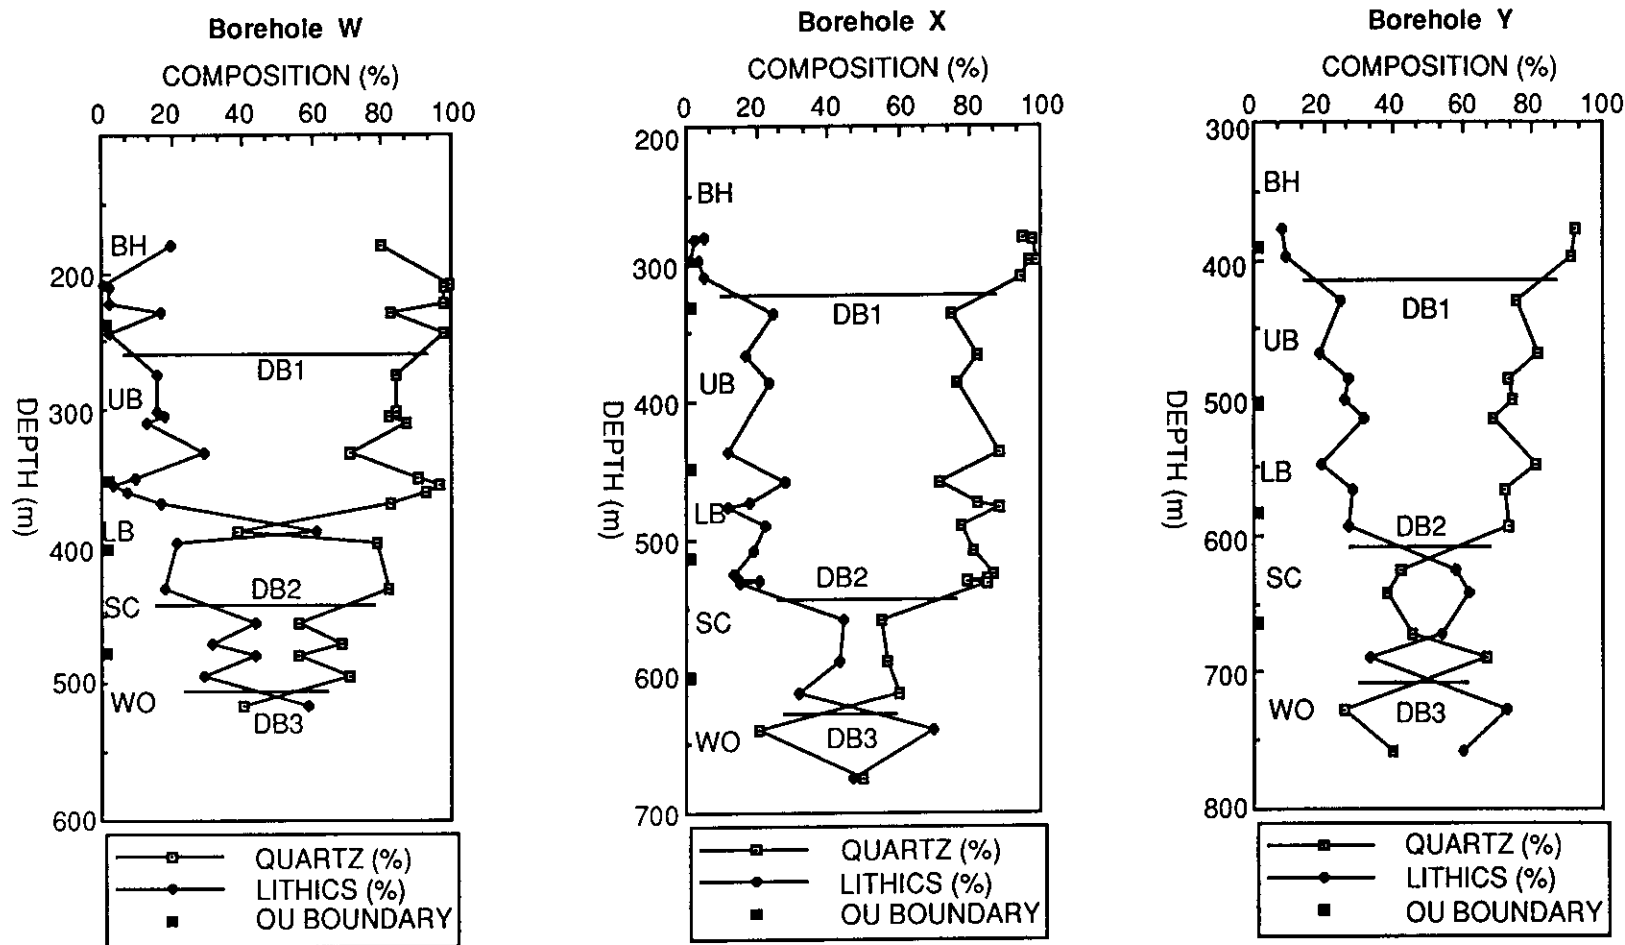 Borehole W
COMPOSITION (%)
0 20 40 60 80 100
BH
200
DB1
UB
300
DEPTH (m)
LB
400
DB2
SC
500
WO
DB3
600
QUARTZ (%)
LITHICS (%)
OU BOUNDARY
Borehole X
COMPOSITION (%)
0 20 40 60 80 100
200
BH
300
DB1
UB
400
DEPTH (m)
LB
500
DB2
SC
600
WO
DB3
700
QUARTZ (%)
LITHICS (%)
OU BOUNDARY
Borehole Y
COMPOSITION (%)
0 20 40 60 80 100
300
BH
400
DB1
UB
500
DEPTH (m)
LB
DB2
600
SC
700
WO
DB3
800
QUARTZ (%)
LITHICS (%)
OU BOUNDARY